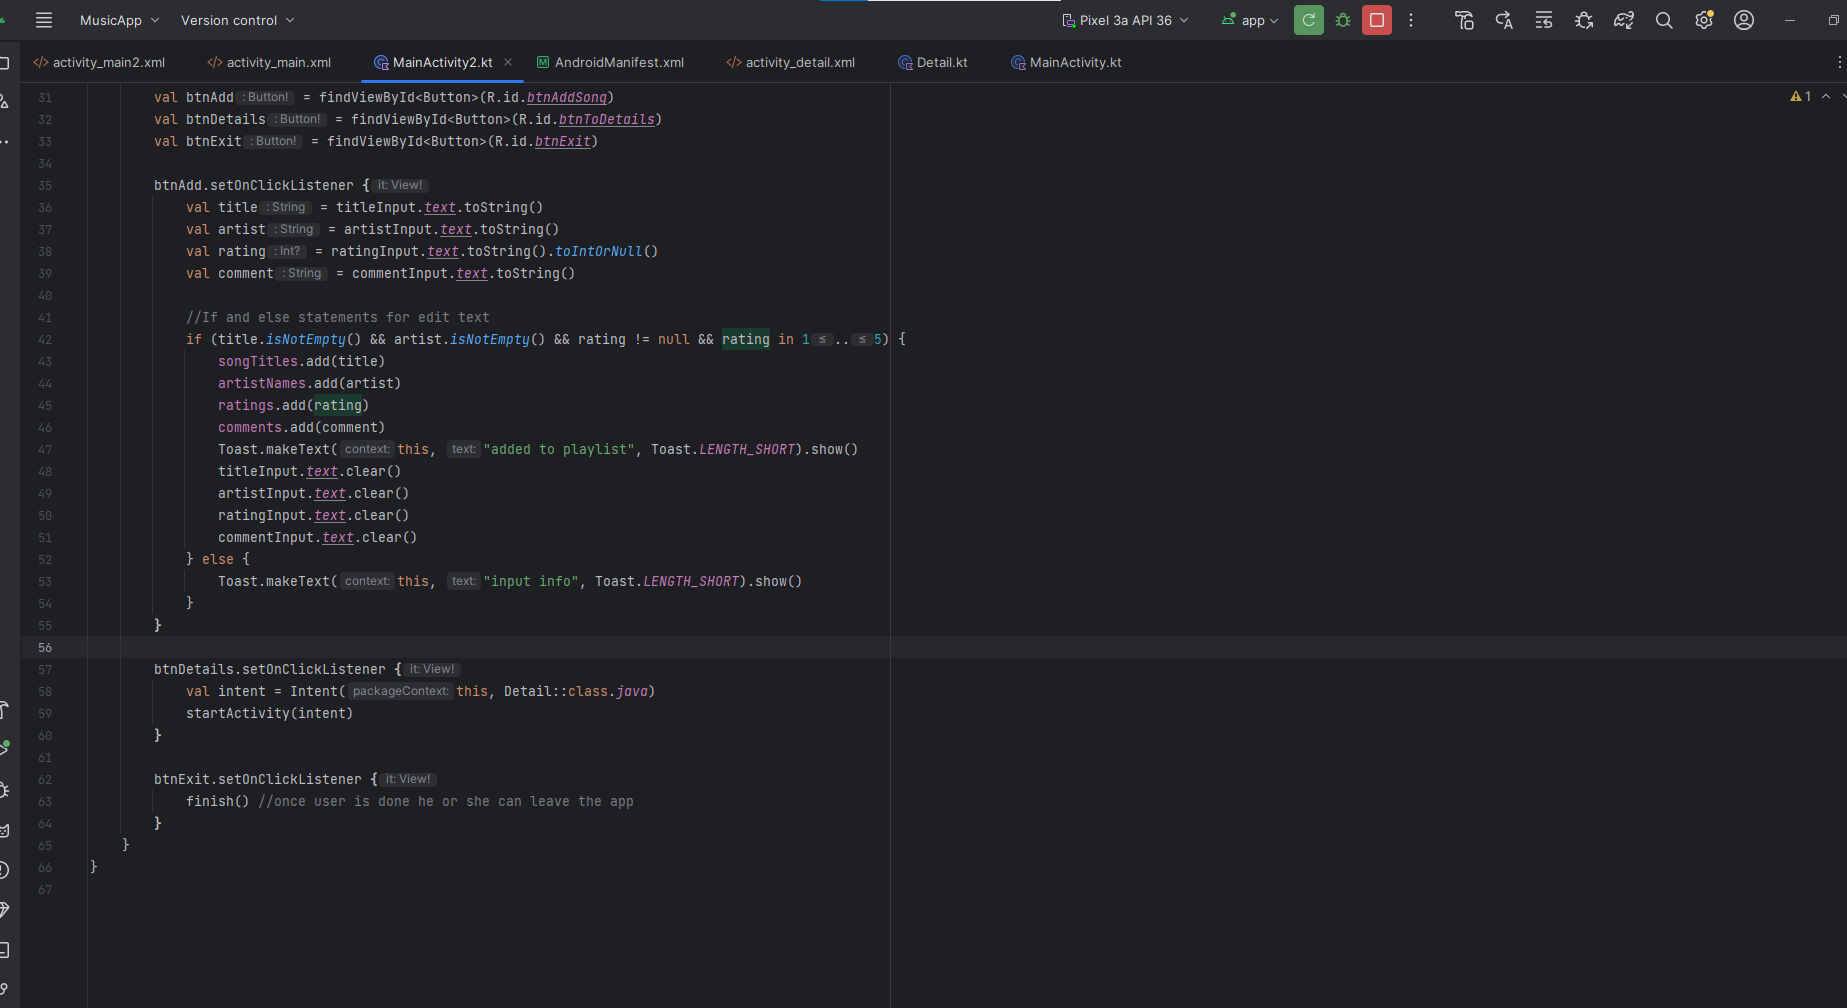 MusicApp Version control Pixel 3a API 36 app
activity_main2.xml activity_main.xml MainActivity2.kt AndroidManifest.xml activity_detail.xml Detail.kt MainActivity.kt
31 val btnAdd : Button! = findViewById<Button>(R.id.btnAddSong) 1
32 val btnDetails : Button! = findViewById<Button>(R.id.btnToDetails)
33 val btnExit : Button! = findViewById<Button>(R.id.btnExit)
34
35 btnAdd.setOnClickListener { it: View!
36 val title : String = titleInput.text.toString()
37 val artist : String = artistInput.text.toString()
38 val rating : Int? = ratingInput.text.toString().toIntOrNull()
39 val comment : String = commentInput.text.toString()
40
41 //If and else statements for edit text
42 if (title.isNotEmpty() && artist.isNotEmpty() && rating != null && rating in 1 ≤ .. ≤ 5) {
43 songTitles.add(title)
44 artistNames.add(artist)
45 ratings.add(rating)
46 comments.add(comment)
47 Toast.makeText( context: this, text: "added to playlist", Toast.LENGTH_SHORT).show()
48 titleInput.text.clear()
49 artistInput.text.clear()
50 ratingInput.text.clear()
51 commentInput.text.clear()
52 } else {
53 Toast.makeText( context: this, text: "input info", Toast.LENGTH_SHORT).show()
54 }
55 }
56
57 btnDetails.setOnClickListener { it: View!
58 val intent = Intent( packageContext: this, Detail::class.java)
59 startActivity(intent)
60 }
61
62 btnExit.setOnClickListener { it: View!
63 finish() //once user is done he or she can leave the app
64 }
65 }
66 }
67